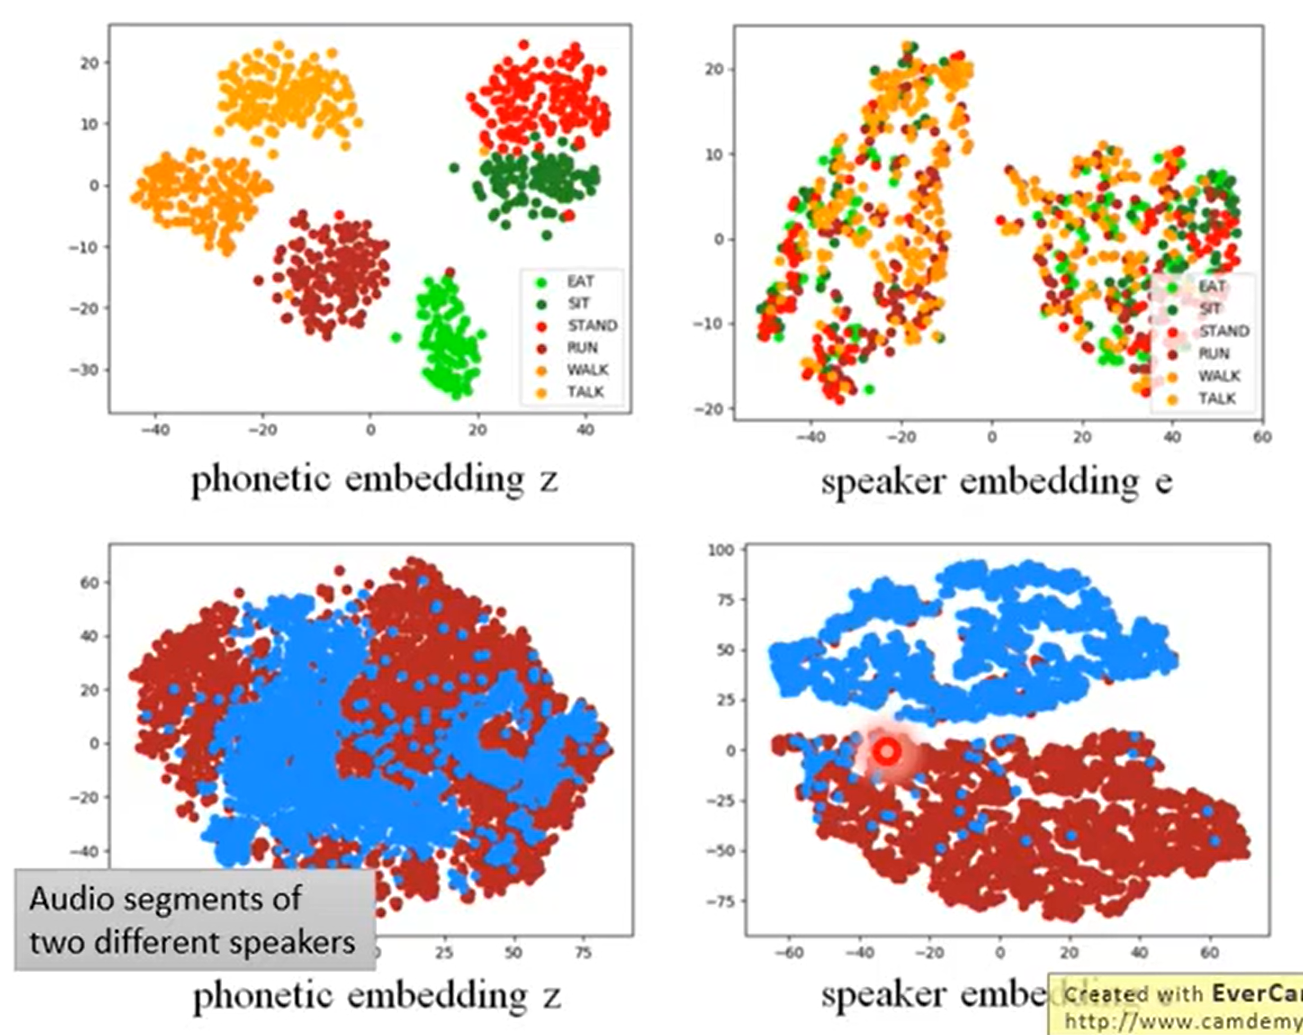 20
10
0
−10
−20
−30
−40
−20
0
20
40
EAT
SIT
STAND
RUN
WALK
TALK
phonetic embedding z
20
10
0
−10
−20
−40
−20
0
20
40
60
EAT
SIT
STAND
RUN
WALK
TALK
speaker embedding e
60
40
20
0
−20
−40
25
50
75
Audio segments of
two different speakers
phonetic embedding z
100
75
50
25
0
−25
−50
−75
−60
−40
−20
0
20
40
60
speaker embedding e
Created with EverCa
http://www.camdemy